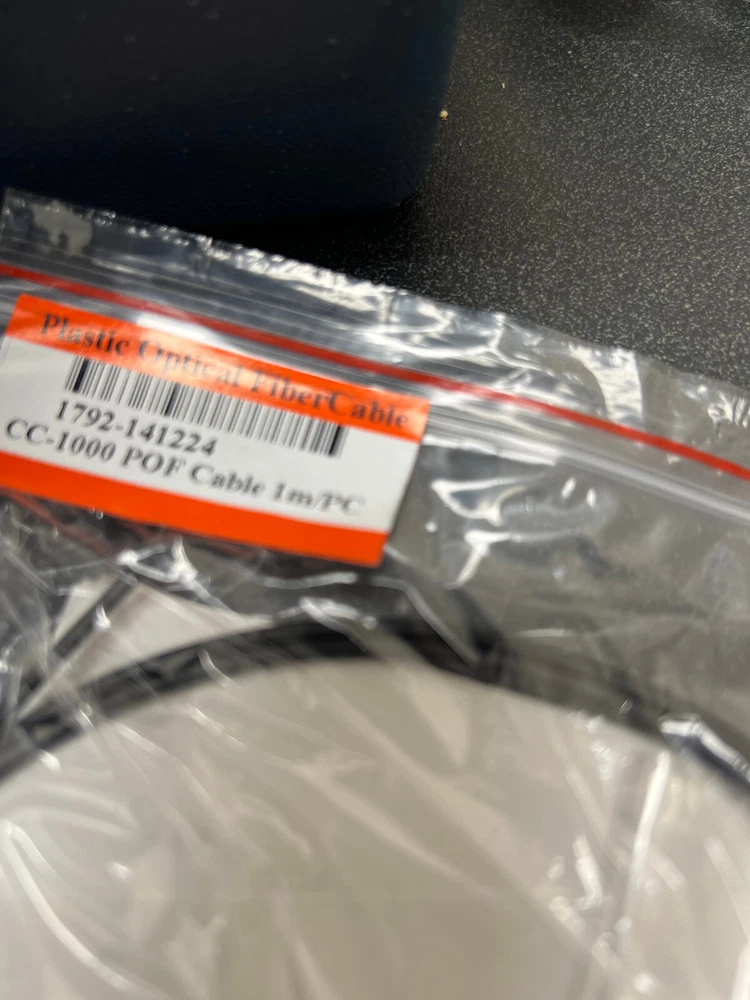 Plastic Optical FiberCable
1792-141224
CC-1000 POF Cable 1m/PC